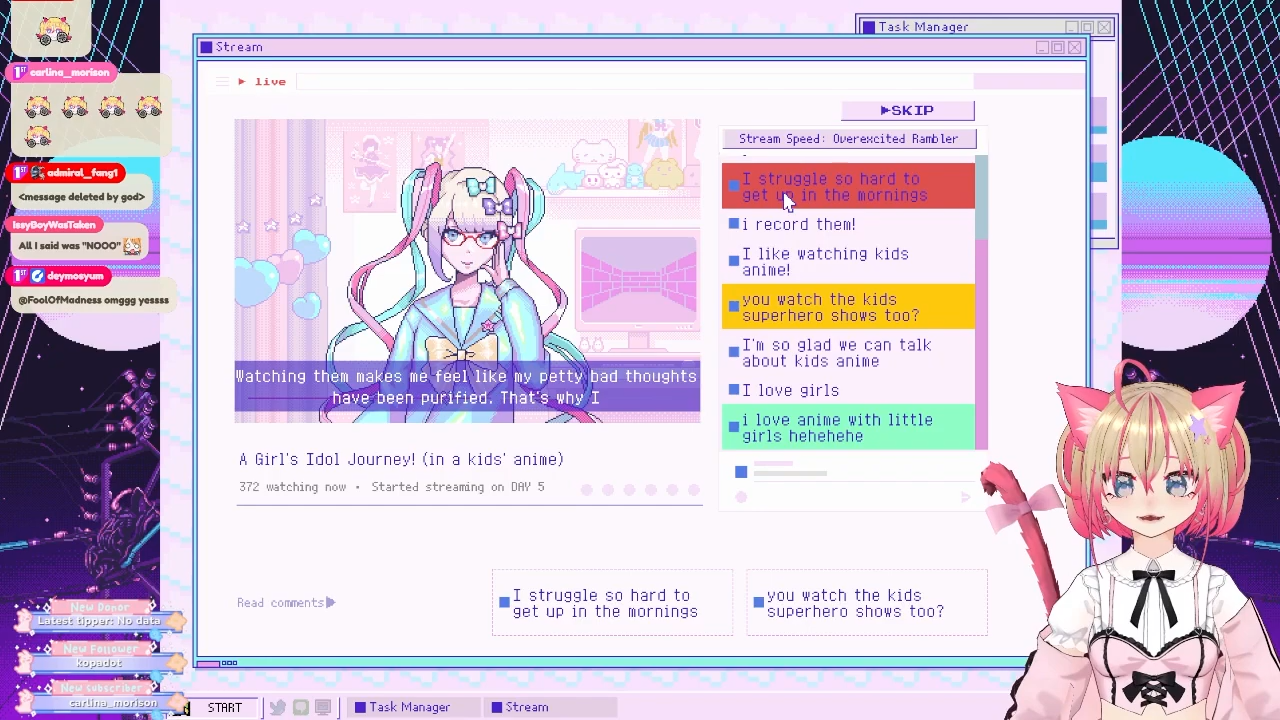 Task Manager
Stream
live
▶SKIP
Stream Speed: Overexcited Rambler
I struggle so hard to
get up in the mornings
i record them!
I like watching kids
anime!
you watch the kids
superhero shows too?
I'm so glad we can talk
about kids anime
I love girls
i love anime with little
girls hehehehe
Watching them makes me feel like my petty bad thoughts
have been purified. That's why I
A Girl's Idol Journey! (in a kids' anime)
372 watching now • Started streaming on DAY 5
Read comments▶
I struggle so hard to
get up in the mornings
you watch the kids
superhero shows too?
START
Task Manager
Stream
1ST carlina_morison
1ST admiral_fang1
<message deleted by god>
IssyBoyWasTaken
All I said was "NOOO"
1ST deymosyum
@FoolOfMadness omggg yessss
New Donor
Latest tipper: No data
New Follower
kopadot
New subscriber
carlina_morison